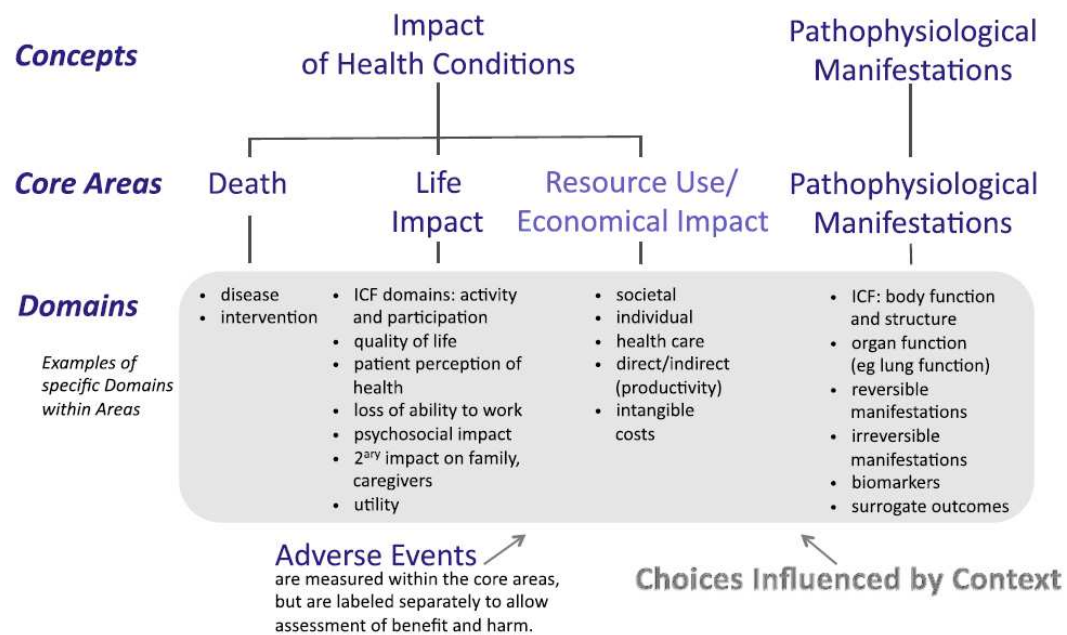 Concepts
Impact
of Health Conditions
Pathophysiological
Manifestations
Core Areas
Death
Life
Impact
Resource Use/
Economical Impact
Pathophysiological
Manifestations
Domains
Examples of
specific Domains
within Areas
• disease
• intervention
• ICF domains: activity
and participation
• quality of life
• patient perception of
health
• loss of ability to work
• psychosocial impact
• 2ary impact on family,
caregivers
• utility
• societal
• individual
• health care
• direct/indirect
(productivity)
• intangible
costs
• ICF: body function
and structure
• organ function
(eg lung function)
• reversible
manifestations
• irreversible
manifestations
• biomarkers
• surrogate outcomes
Adverse Events
are measured within the core areas,
but are labeled separately to allow
assessment of benefit and harm.
Choices Influenced by Context